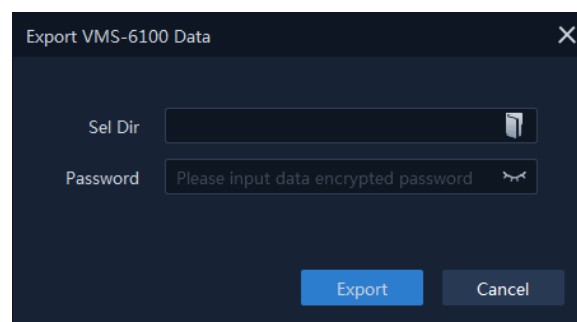 Export VMS-6100 Data
Sel Dir
Password Please input data encrypted password
Export Cancel